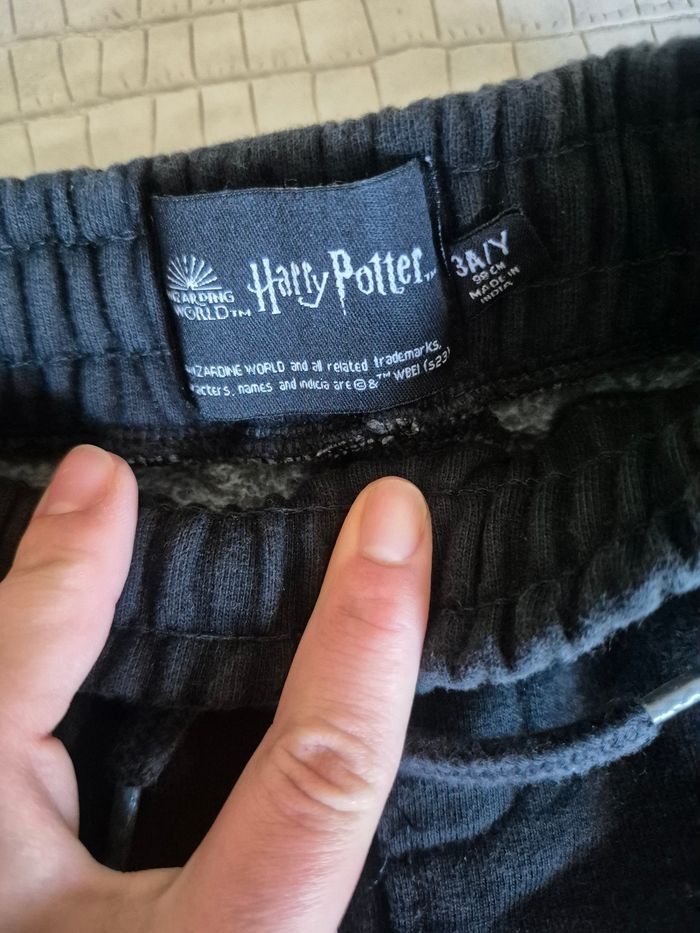 WIZARDING
WORLD™
Harry Potter™
WIZARDING WORLD and all related trademarks,
acters, names and indicia are © & ™ WBEI (s23)
3A/Y
98 CM
MADE IN
INDIA